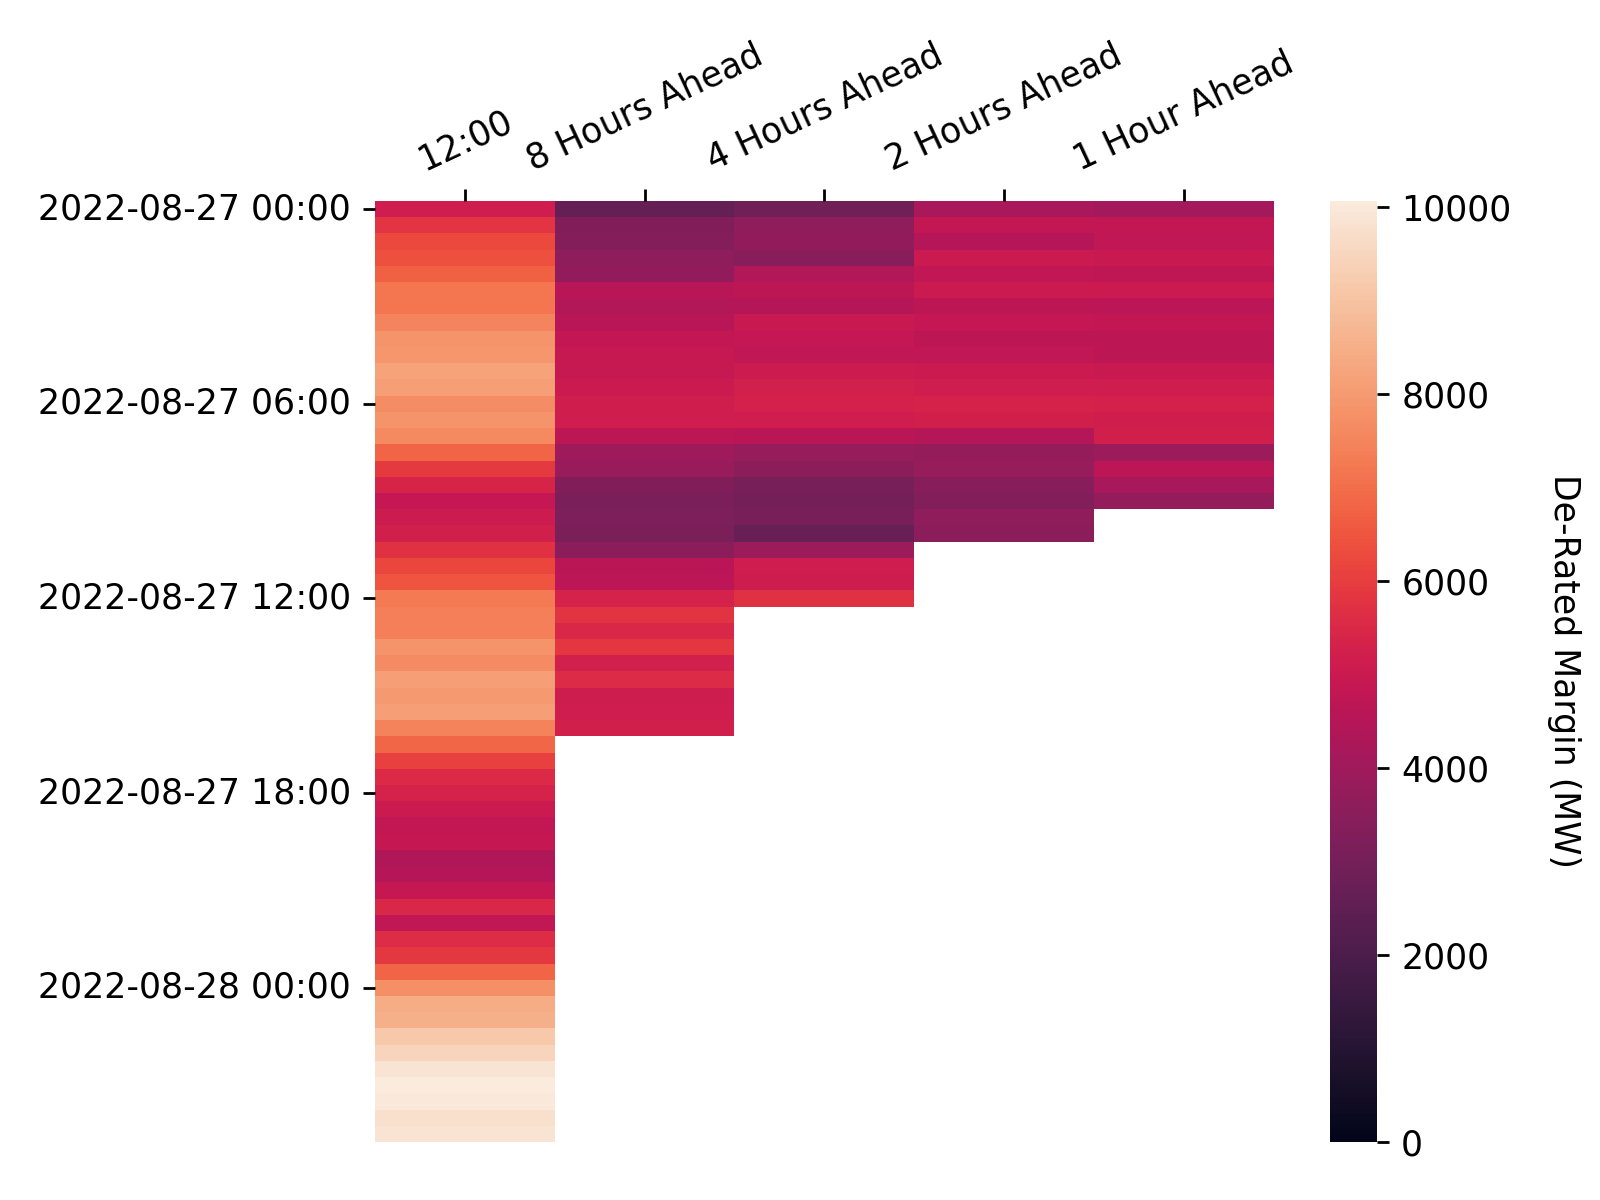 12:00
8 Hours Ahead
4 Hours Ahead
2 Hours Ahead
1 Hour Ahead
2022-08-27 00:00
2022-08-27 06:00
2022-08-27 12:00
2022-08-27 18:00
2022-08-28 00:00
10000
8000
6000
4000
2000
0
De-Rated Margin (MW)